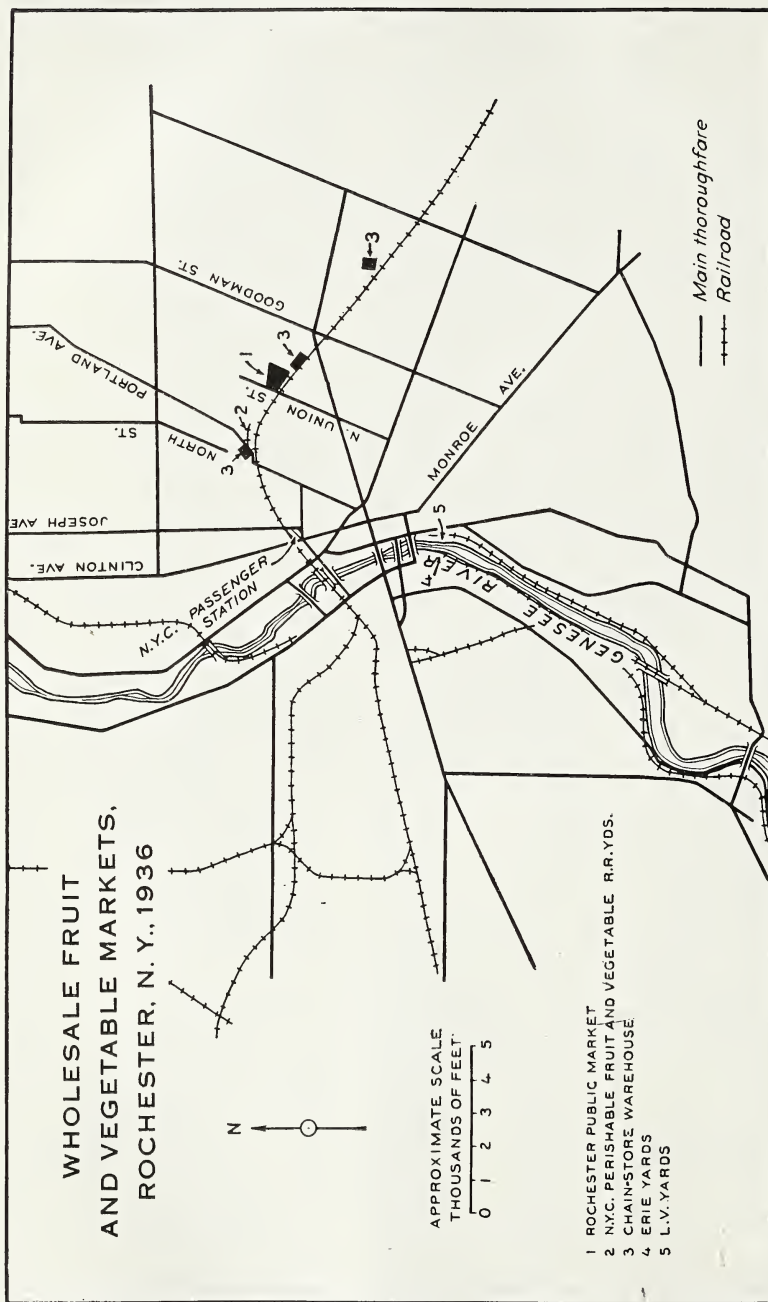 WHOLESALE FRUIT
AND VEGETABLE MARKETS,
ROCHESTER, N.Y., 1936
N
APPROXIMATE SCALE
THOUSANDS OF FEET
0 1 2 3 4 5
1 ROCHESTER PUBLIC MARKET
2 N.Y.C. PERISHABLE FRUIT AND VEGETABLE R.R.YDS.
3 CHAIN-STORE WAREHOUSE
4 ERIE YARDS
5 L.V. YARDS
N.Y.C. PASSENGER
STATION
CLINTON AVE.
JOSEPH AVE
NORTH ST.
PORTLAND AVE.
GOODMAN ST.
N. UNION ST.
MONROE AVE.
GENESEE RIVER
3
2
1
3
3
4
5
Main thoroughfare
Railroad